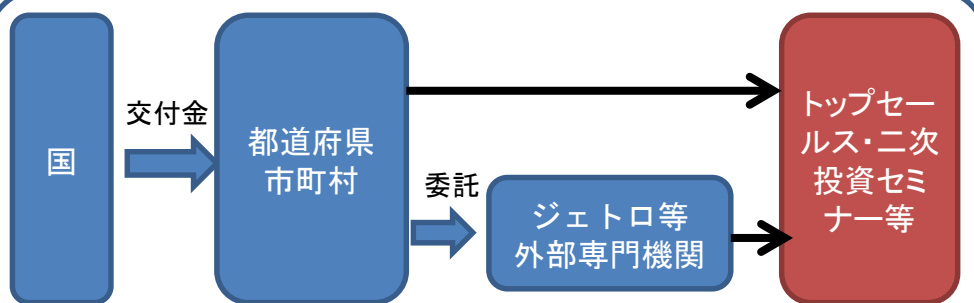 国
交付金
都道府県
市町村
委託
ジェトロ等
外部専門機関
トップセー
ルス・二次
投資セミ
ナー等